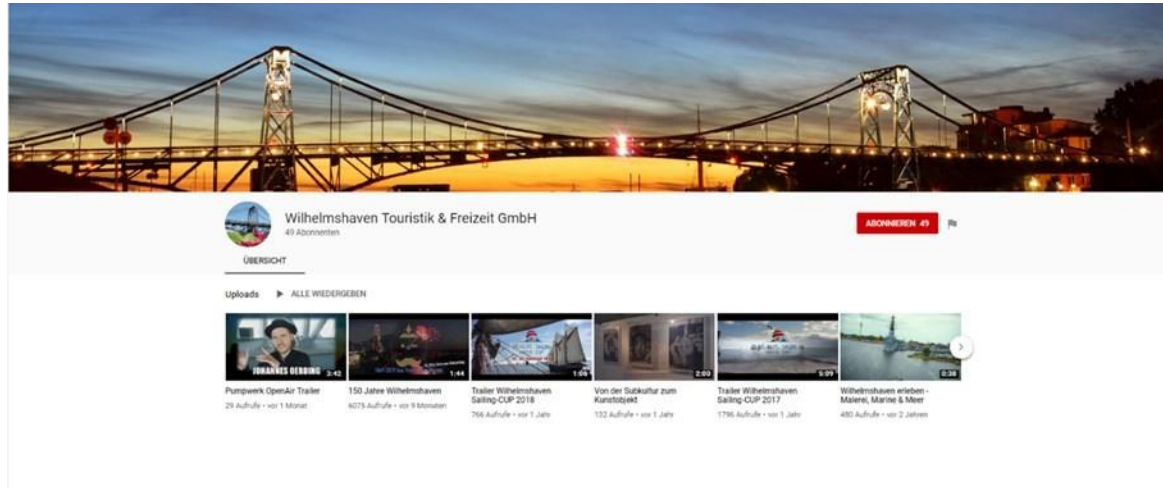 Wilhelmshaven Touristik & Freizeit GmbH
49 Abonnenten
ABONNIEREN 49
ÜBERSICHT
Uploads ALLE WIEDERGEBEN
JOHANNES OERDING 3:42
1:44
1:06
2:00
5:09
0:38
Pumpwerk OpenAir Trailer
29 Aufrufe • vor 1 Monat
150 Jahre Wilhelmshaven
6075 Aufrufe • vor 9 Monaten
Trailer Wilhelmshaven
Sailing-CUP 2018
766 Aufrufe • vor 1 Jahr
Von der Subkultur zum
Kunstobjekt
132 Aufrufe • vor 1 Jahr
Trailer Wilhelmshaven
Sailing-CUP 2017
1796 Aufrufe • vor 1 Jahr
Wilhelmshaven erleben -
Malerei, Marine & Meer
480 Aufrufe • vor 2 Jahren